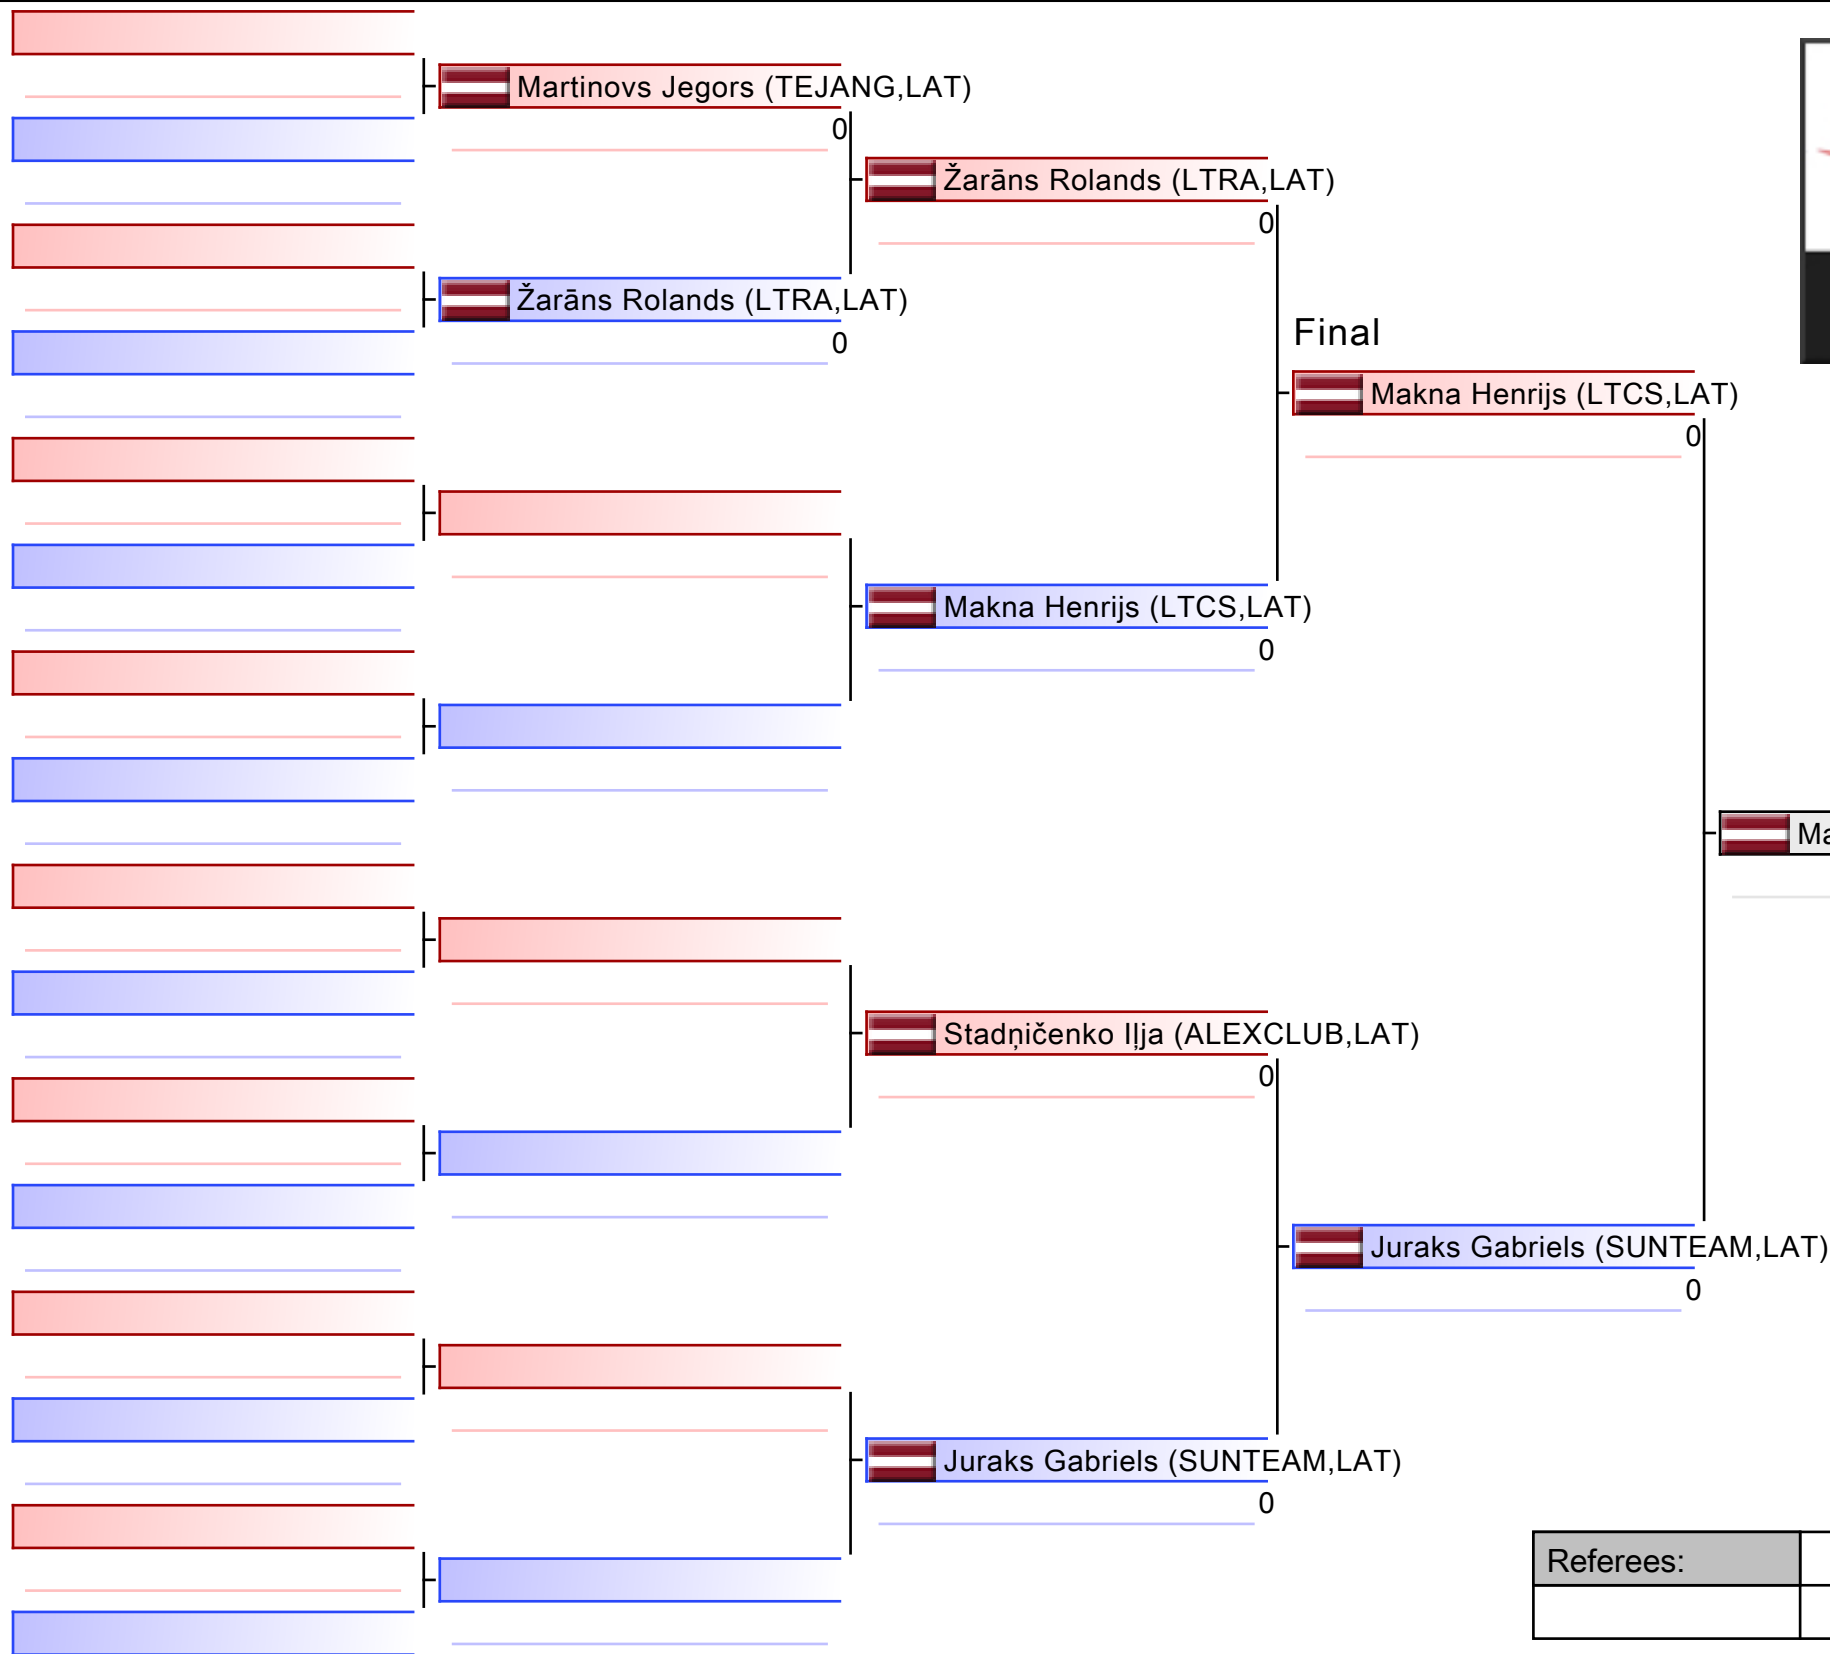 Martinovs Jegors (TEJANG,LAT)
0
Žarāns Rolands (LTRA,LAT)
0
Žarāns Rolands (LTRA,LAT)
0
Final
Makna Henrijs (LTCS,LAT)
0
Makna Henrijs (LTCS,LAT)
0
Ma
Stadņičenko Iļja (ALEXCLUB,LAT)
0
Juraks Gabriels (SUNTEAM,LAT)
0
Juraks Gabriels (SUNTEAM,LAT)
0
Referees: